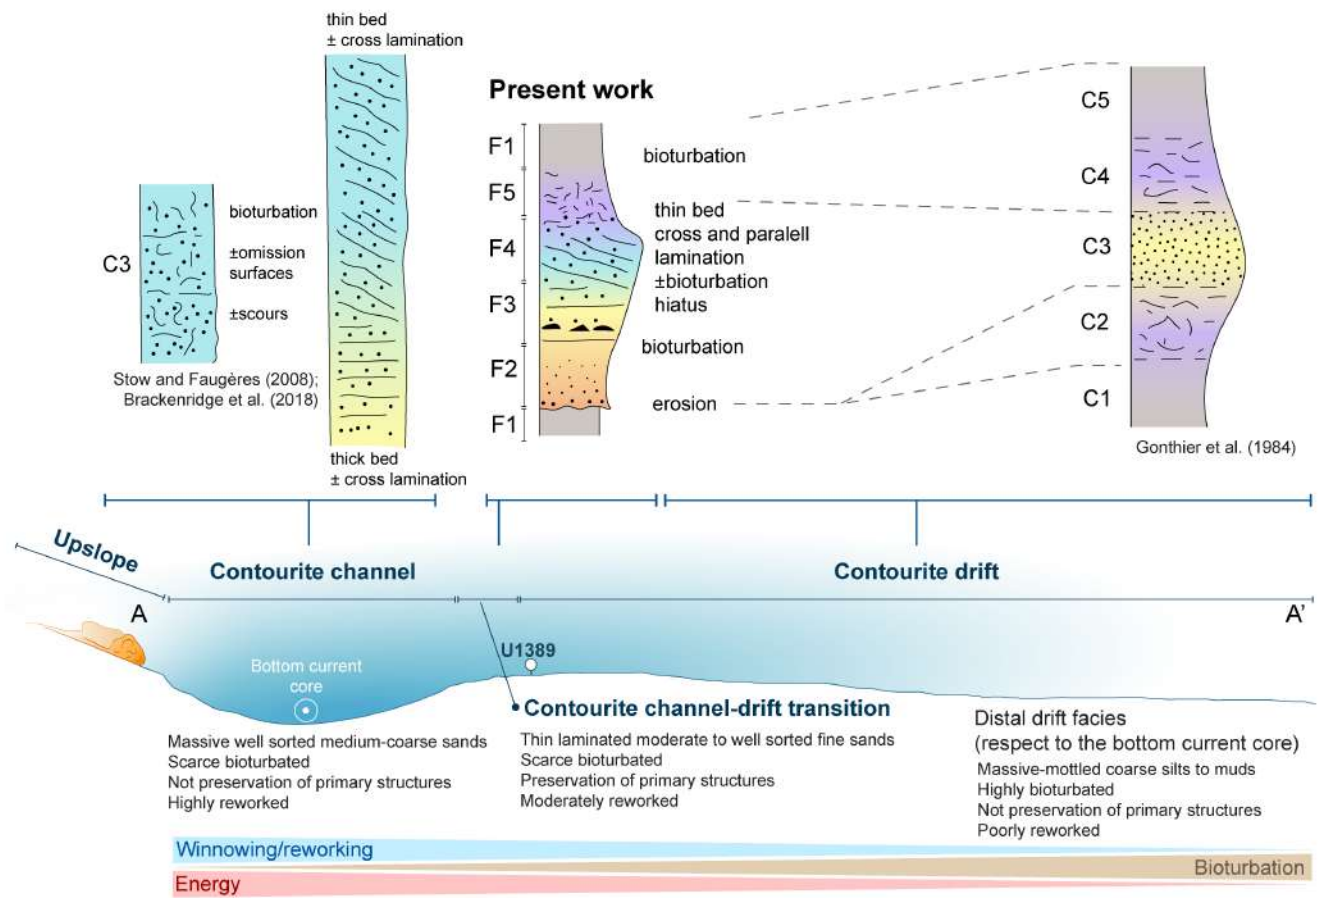 thin bed
± cross lamination
C3
bioturbation
±omission
surfaces
±scours
Stow and Faugères (2008);
Brackenridge et al. (2018)
thick bed
± cross lamination
Present work
F1
F5
F4
F3
F2
F1
bioturbation
thin bed
cross and paralell
lamination
±bioturbation
hiatus
bioturbation
erosion
C5
C4
C3
C2
C1
Gonthier et al. (1984)
Upslope
Contourite channel
Contourite drift
A
A'
Bottom current
core
U1389
Contourite channel-drift transition
Massive well sorted medium-coarse sands
Scarce bioturbated
Not preservation of primary structures
Highly reworked
Thin laminated moderate to well sorted fine sands
Scarce bioturbated
Preservation of primary structures
Moderately reworked
Distal drift facies
(respect to the bottom current core)
Massive-mottled coarse silts to muds
Highly bioturbated
Not preservation of primary structures
Poorly reworked
Winnowing/reworking
Bioturbation
Energy